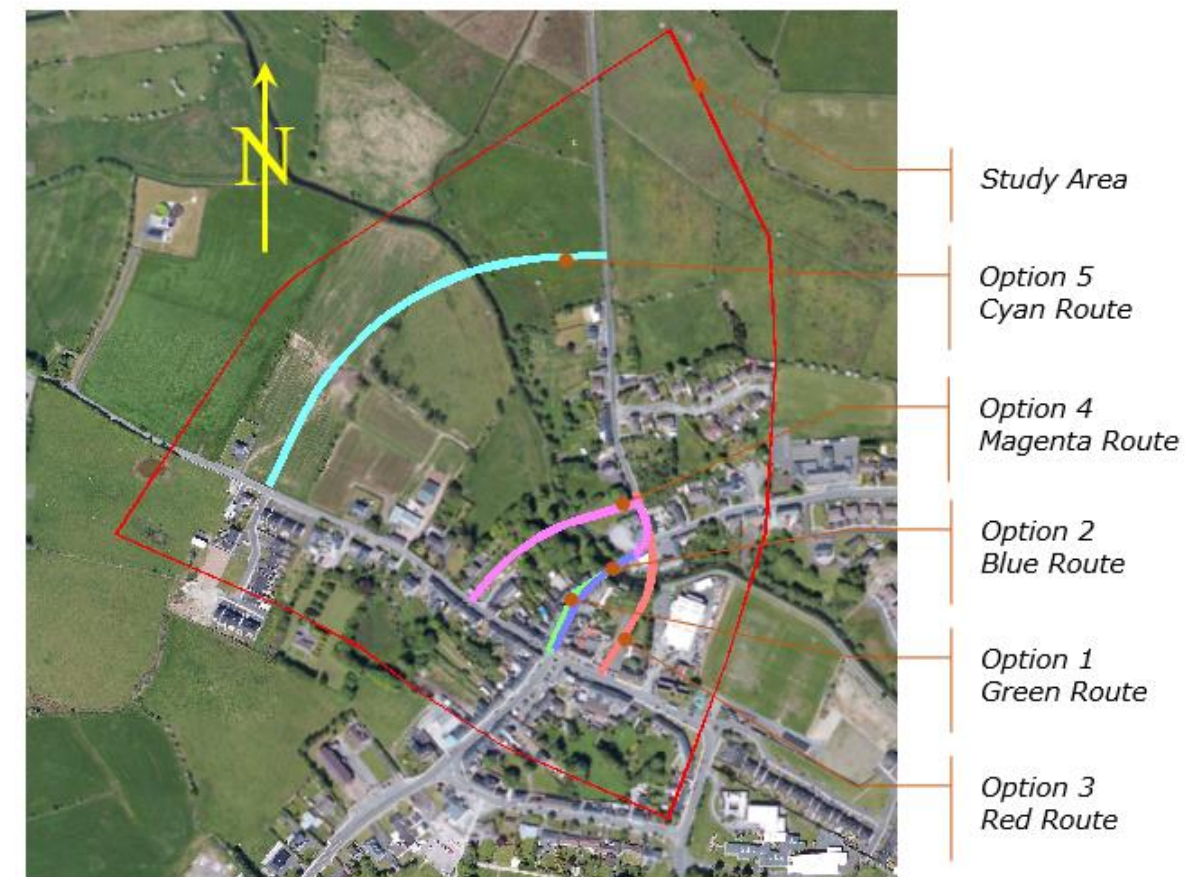 N
Study Area
Option 5
Cyan Route
Option 4
Magenta Route
Option 2
Blue Route
Option 1
Green Route
Option 3
Red Route